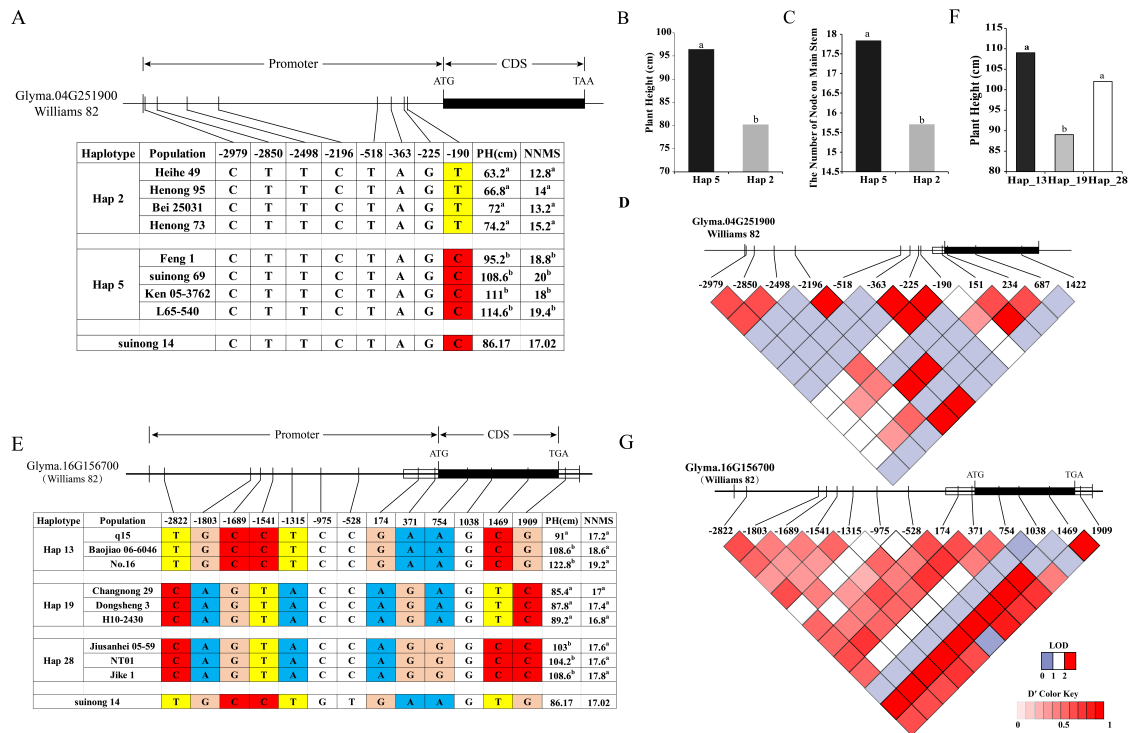 A
Promoter
CDS
ATG
TAA
Glyma.04G251900
Williams 82
Haplotype Population -2979 -2850 -2498 -2196 -518 -363 -225 -190 PH(cm) NNMS
Hap 2
Heihe 49 C T T C T A G T 63.2a 12.8a
Henong 95 C T T C T A G T 66.8a 14a
Bei 25031 C T T C T A G T 72a 13.2a
Henong 73 C T T C T A G T 74.2a 15.2a
Hap 5
Feng 1 C T T C T A G C 95.2b 18.8b
suinong 69 C T T C T A G C 108.6b 20b
Ken 05-3762 C T T C T A G C 111b 18b
L65-540 C T T C T A G C 114.6b 19.4b
suinong 14 C T T C T A G C 86.17 17.02
B
Plant Height (cm)
100
95
90
85
80
75
70
a
b
Hap 5 Hap 2
C
The Number of Node on Main Stem
18
17.5
17
16.5
16
15.5
15
14.5
a
b
Hap 5 Hap 2
F
Plant Height (cm)
115
110
105
100
95
90
85
80
a
b
a
Hap_13 Hap_19 Hap_28
D
Glyma.04G251900
Williams 82
-2979 -2850 -2498 -2196 -518 -363 -225 -190 151 234 687 1422
E
Promoter
CDS
ATG
TGA
Glyma.16G156700
(Williams 82)
Haplotype Population -2822 -1803 -1689 -1541 -1315 -975 -528 174 371 754 1038 1469 1909 PH(cm) NNMS
Hap 13
q15 T G C C T C C G A A G C G 91a 17.2a
Baojiao 06-6046 T G C C T C C G A A G C G 108.6b 18.6a
No.16 T G C C T C C G A A G C G 122.8b 19.2a
Hap 19
Changnong 29 C A G T A C C A G A G T C 85.4a 17a
Dongsheng 3 C A G T A C C A G A G T C 87.8a 17.4a
H10-2430 C A G T A C C A G A G T C 89.2a 16.8a
Hap 28
Jiusanhei 05-59 C A G T A C C A G G G C C 103b 17.6a
NT01 C A G T A C C A G G G C C 104.2b 17.6a
Jike 1 C A G T A C C A G G G C C 108.6b 17.8a
suinong 14 T G C C T G T G A A G T G 86.17 17.02
G
Glyma.16G156700
(Williams 82)
ATG
TGA
-2822 -1803 -1689 -1541 -1315 -975 -528 174 371 754 1038 1469 1909
LOD
0 1 2
D′ Color Key
0 0.5 1